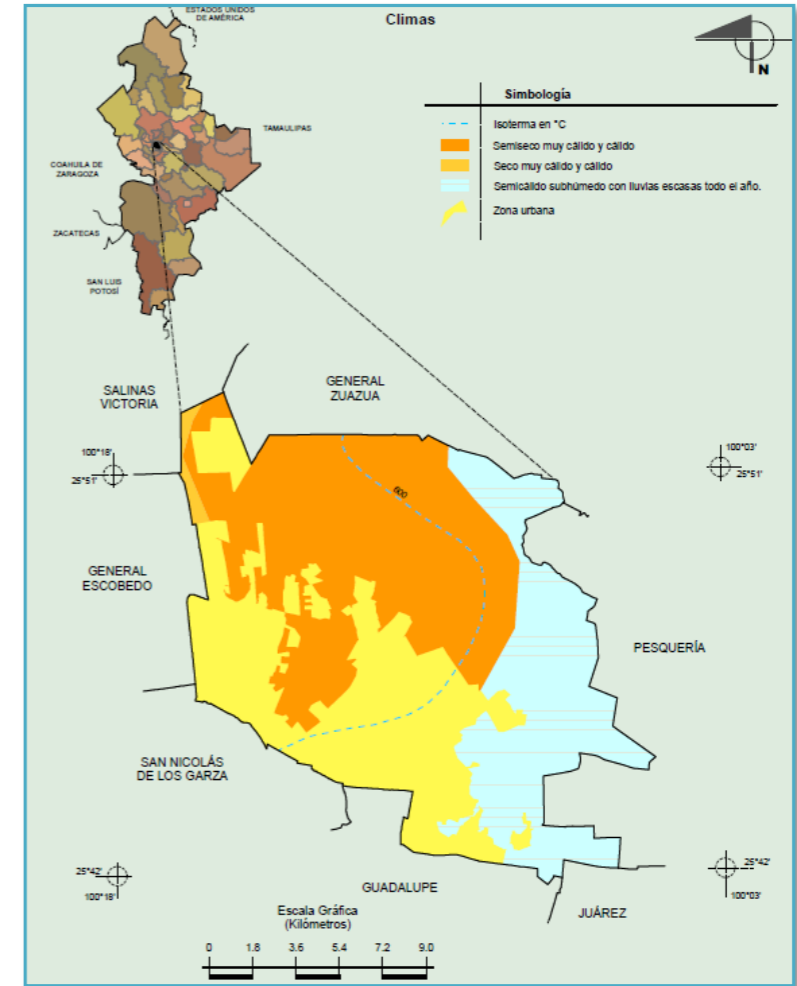 ESTADOS UNIDOS
DE AMÉRICA
Climas
N
Simbología
Isoterma en °C
Semiseco muy cálido y cálido
Seco muy cálido y cálido
Semicálido subhúmedo con lluvias escasas todo el año.
Zona urbana
TAMAULIPAS
COAHUILA DE
ZARAGOZA
ZACATECAS
SAN LUIS
POTOSÍ
SALINAS
VICTORIA
GENERAL
ZUAZUA
100°18'
25°51'
100°03'
25°51'
600
GENERAL
ESCOBEDO
PESQUERÍA
SAN NICOLÁS
DE LOS GARZA
25°42'
100°18'
25°42'
100°03'
GUADALUPE
JUÁREZ
Escala Gráfica
(Kilómetros)
0 1.8 3.6 5.4 7.2 9.0